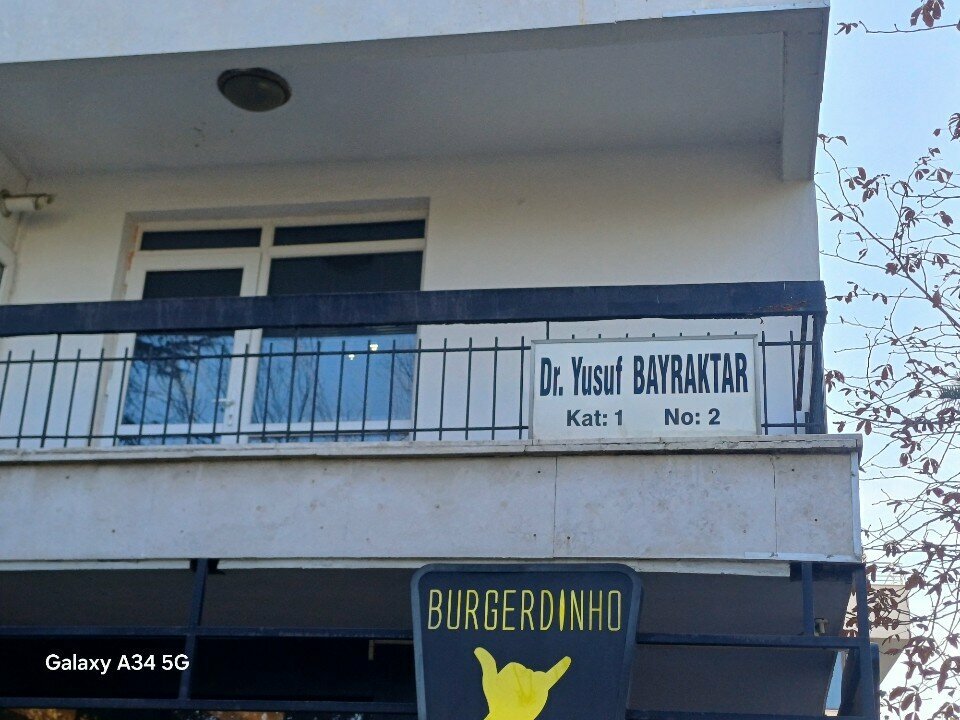 Dr. Yusuf BAYRAKTAR
Kat: 1 No: 2
BURGERDINHO
Galaxy A34 5G